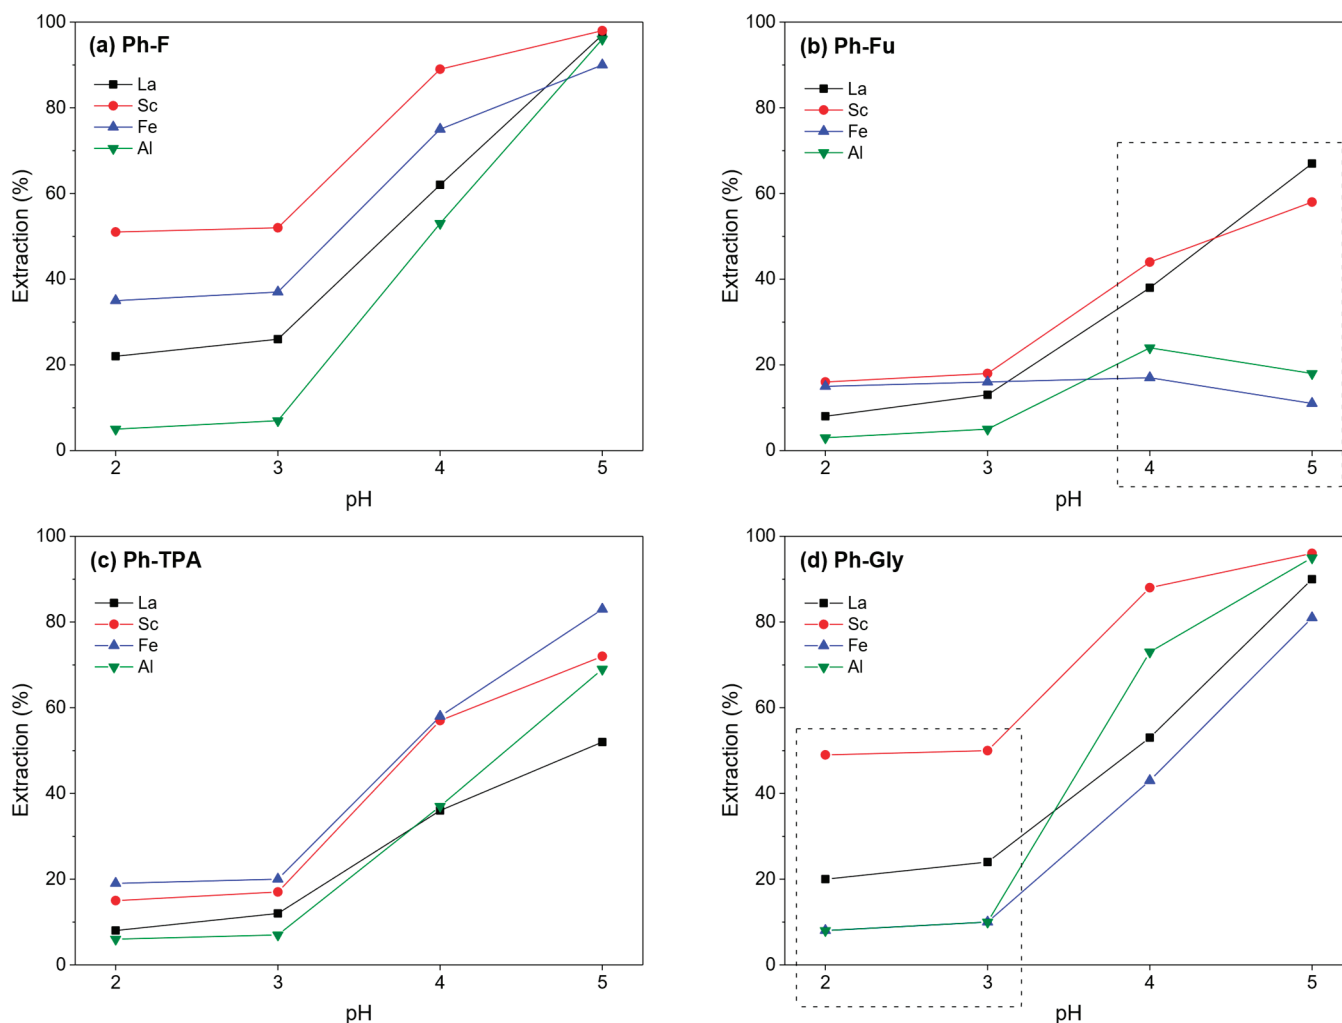 (a) Ph-F
La
Sc
Fe
Al
Extraction (%)
100
80
60
40
20
0
2 3 4 5
pH
(b) Ph-Fu
La
Sc
Fe
Al
Extraction (%)
100
80
60
40
20
0
2 3 4 5
pH
(c) Ph-TPA
La
Sc
Fe
Al
Extraction (%)
100
80
60
40
20
0
2 3 4 5
pH
(d) Ph-Gly
La
Sc
Fe
Al
Extraction (%)
100
80
60
40
20
0
2 3 4 5
pH